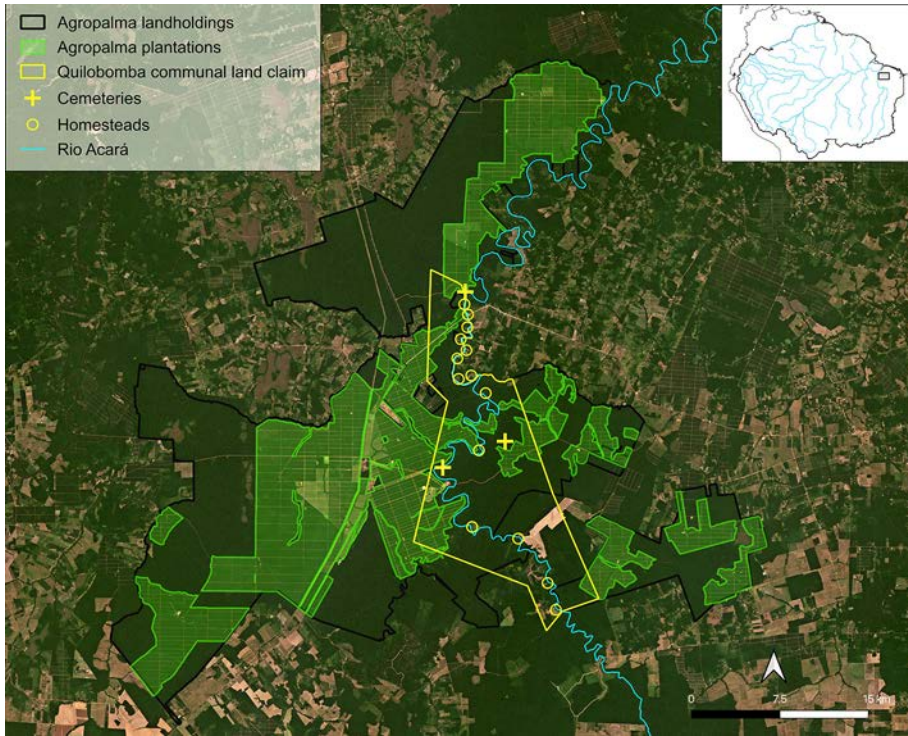 Agropalma landholdings
Agropalma plantations
Quilobomba communal land claim
Cemeteries
Homesteads
Rio Acará
0 7.5 15 km